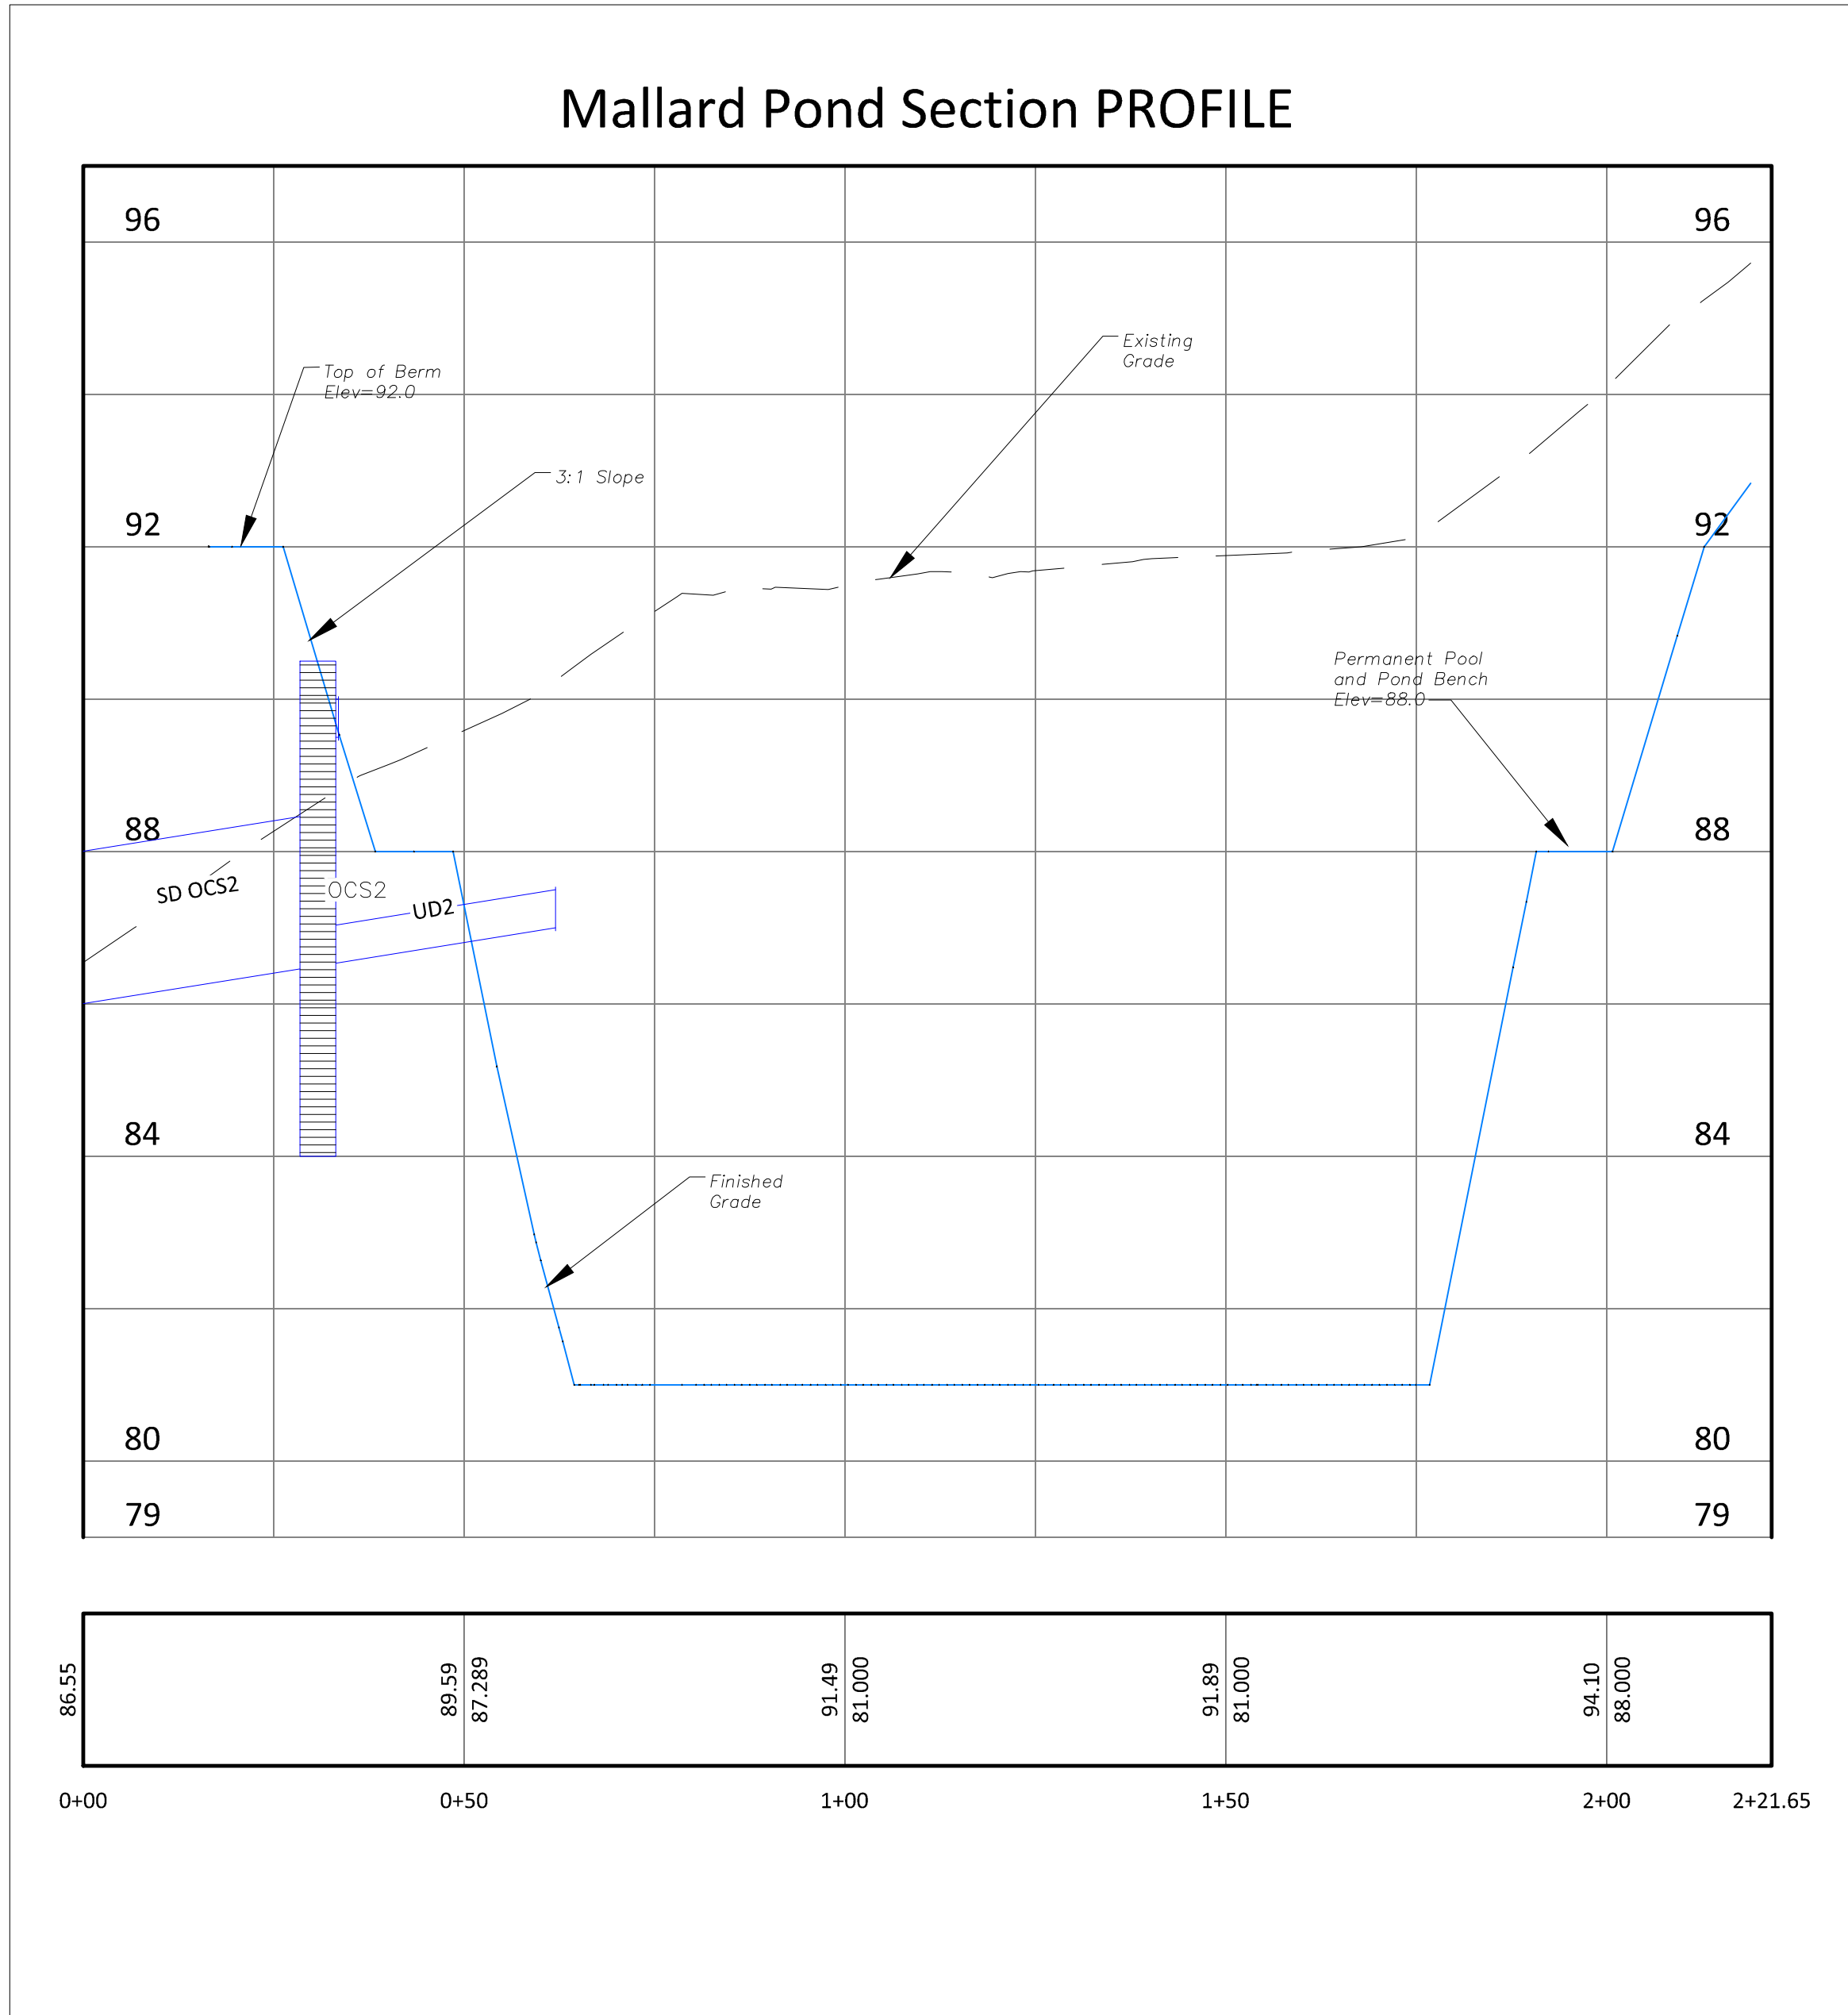 Mallard Pond Section PROFILE
96
96
Existing
Grade
Top of Berm
Elev=92.0
3:1 Slope
92
92
Permanent Pool
and Pond Bench
Elev=88.0
88
88
SD OCS2
OCS2
UD2
84
84
Finished
Grade
80
80
79
79
86.55
89.59
87.289
91.49
81.000
91.89
81.000
94.10
88.000
0+00
0+50
1+00
1+50
2+00
2+21.65